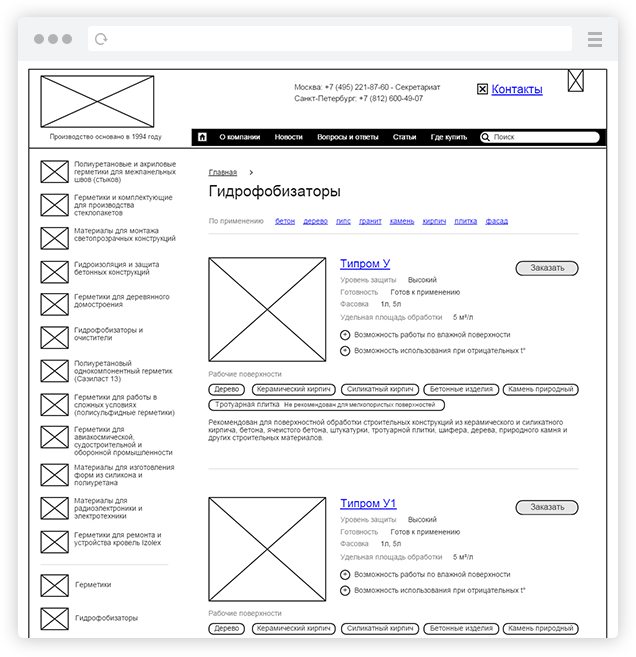 Москва: +7 (495) 221-87-60 - Секретариат
Санкт-Петербург: +7 (812) 600-49-07
Контакты
Производство основано в 1994 году
О компании Новости Вопросы и ответы Статьи Где купить Поиск
Полиуретановые и акриловые
герметики для межпанельных
швов (стыков)
Герметики и комплектующие
для производства
стеклопакетов
Материалы для монтажа
светопрозрачных конструкций
Гидроизоляция и защита
бетонных конструкций
Герметики для деревянного
домостроения
Гидрофобизаторы и
очистители
Полиуретановый
однокомпонентный герметик
(Сазиласт 13)
Герметики для работы в
сложных условиях
(полисульфидные герметики)
Герметики для
авиакосмической,
судостроительной и
оборонной промышленности
Материалы для изготовления
форм из силикона и
полиуретана
Материалы для
радиоэлектроники и
электротехники
Герметики для ремонта и
устройства кровель Izolex
Герметики
Гидрофобизаторы
Главная
Гидрофобизаторы
По применению бетон дерево гипс гранит камень кирпич плитка фасад
Типром У
Заказать
Уровень защиты Высокий
Готовность Готов к применению
Фасовка 1л, 5л
Удельная площадь обработки 5 м²/л
Возможность работы по влажной поверхности
Возможность использования при отрицательных t°
Рабочие поверхности
Дерево Керамический кирпич Силикатный кирпич Бетонные изделия Камень природный
Тротуарная плитка Не рекомендован для мелкопористых поверхностей
Рекомендован для поверхностной обработки строительных конструкций из керамического и силикатного
кирпича, бетона, ячеистого бетона, штукатурки, тротуарной плитки, шифера, дерева, природного камня и
других строительных материалов.
Типром У1
Заказать
Уровень защиты Высокий
Готовность Готов к применению
Фасовка 1л, 5л
Удельная площадь обработки 5 м²/л
Возможность работы по влажной поверхности
Возможность использования при отрицательных t°
Рабочие поверхности
Дерево Керамический кирпич Силикатный кирпич Бетонные изделия Камень природный